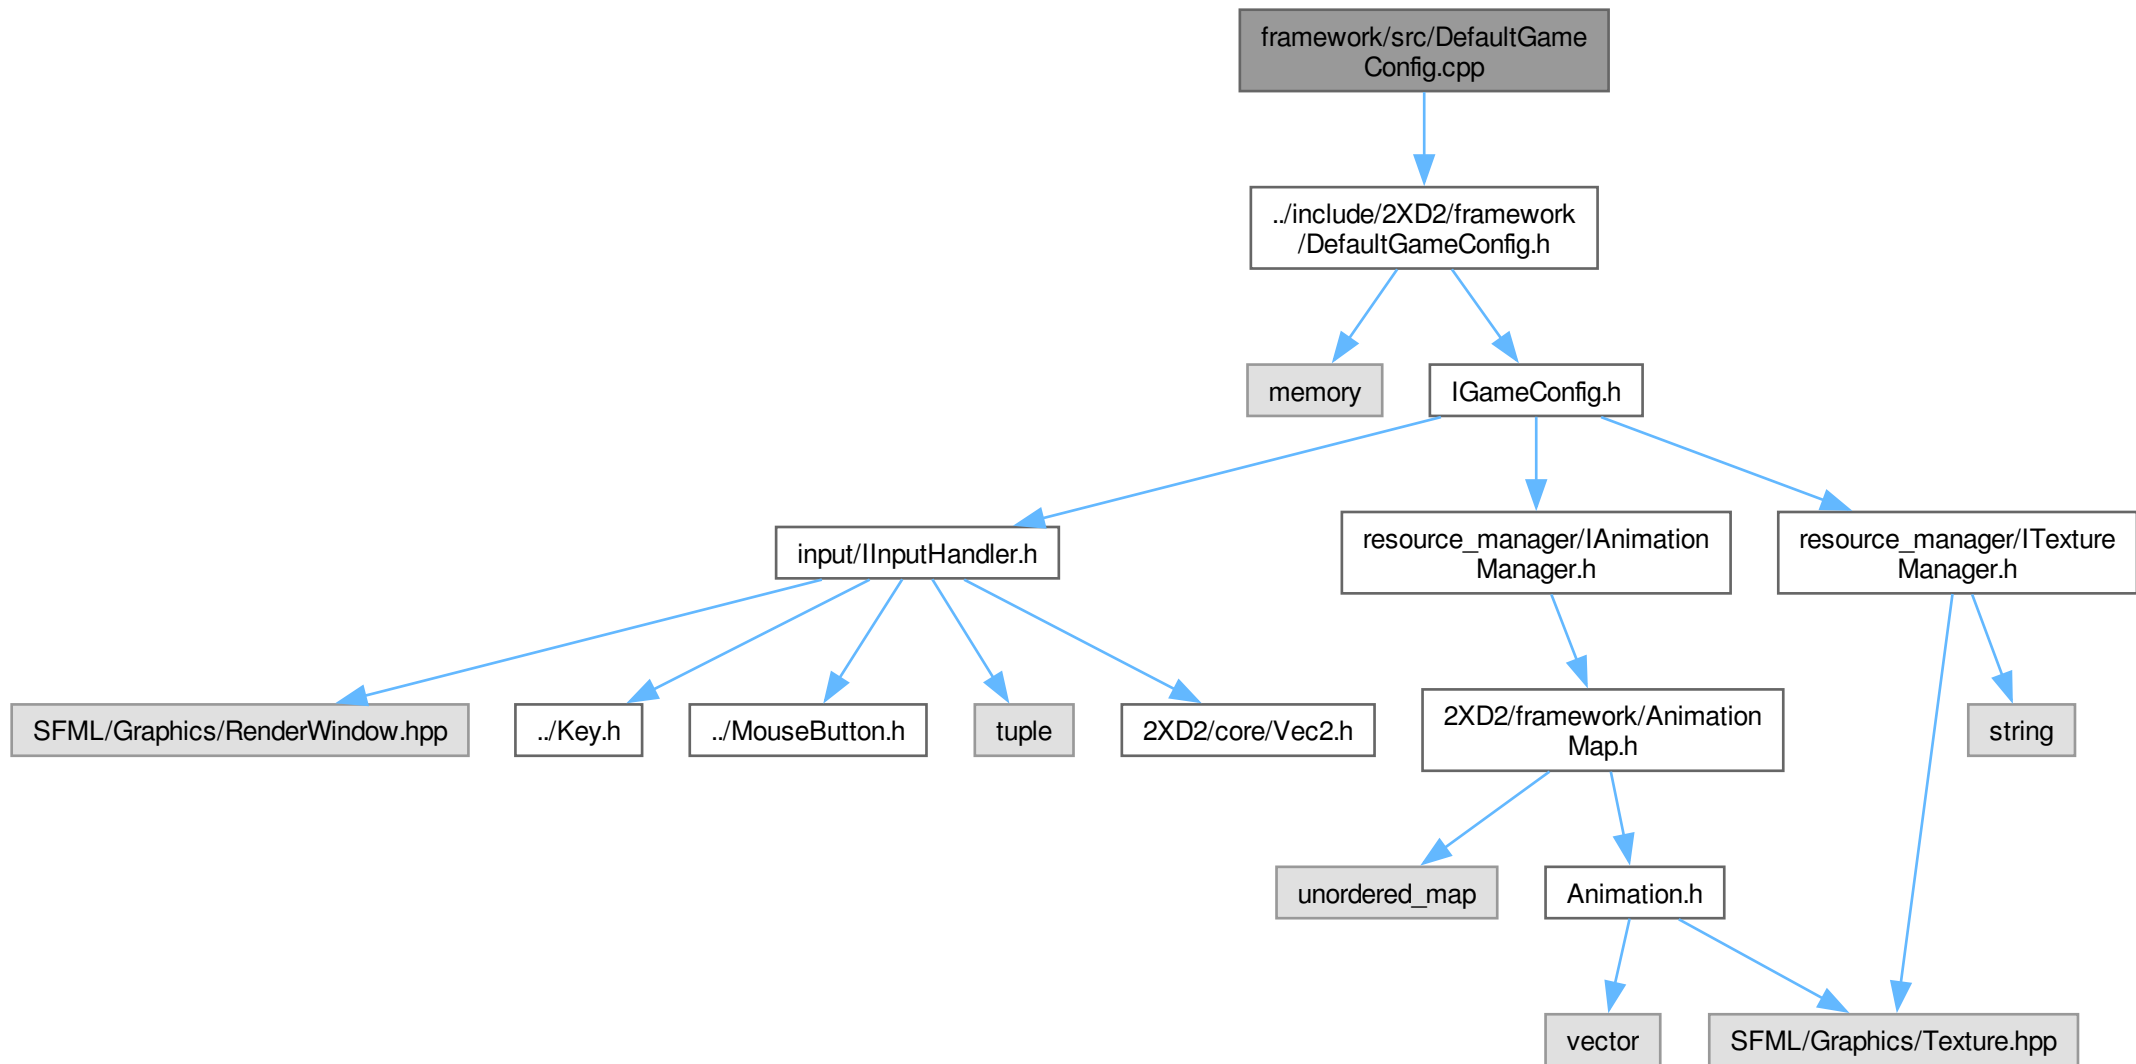 framework/src/DefaultGame
Config.cpp
../include/2XD2/framework
/DefaultGameConfig.h
memory
IGameConfig.h
input/IInputHandler.h
resource_manager/IAnimation
Manager.h
resource_manager/ITexture
Manager.h
SFML/Graphics/RenderWindow.hpp
../Key.h
../MouseButton.h
tuple
2XD2/core/Vec2.h
2XD2/framework/Animation
Map.h
string
unordered_map
Animation.h
vector
SFML/Graphics/Texture.hpp